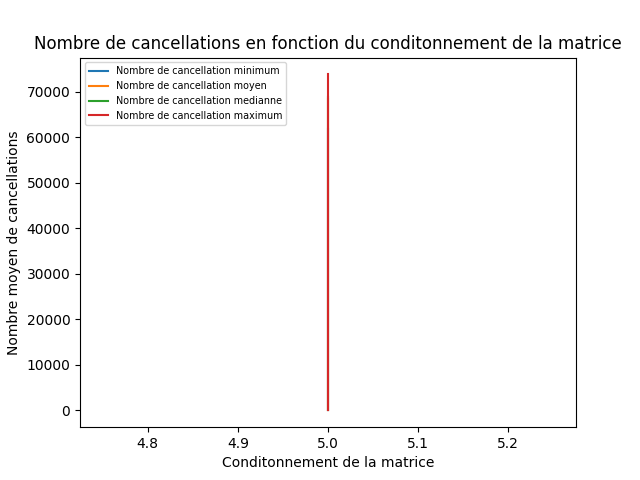 Nombre de cancellations en fonction du conditonnement de la matrice
Nombre de cancellation minimum
Nombre de cancellation moyen
Nombre de cancellation medianne
Nombre de cancellation maximum
Nombre moyen de cancellations
70000
60000
50000
40000
30000
20000
10000
0
4.8 4.9 5.0 5.1 5.2
Conditonnement de la matrice